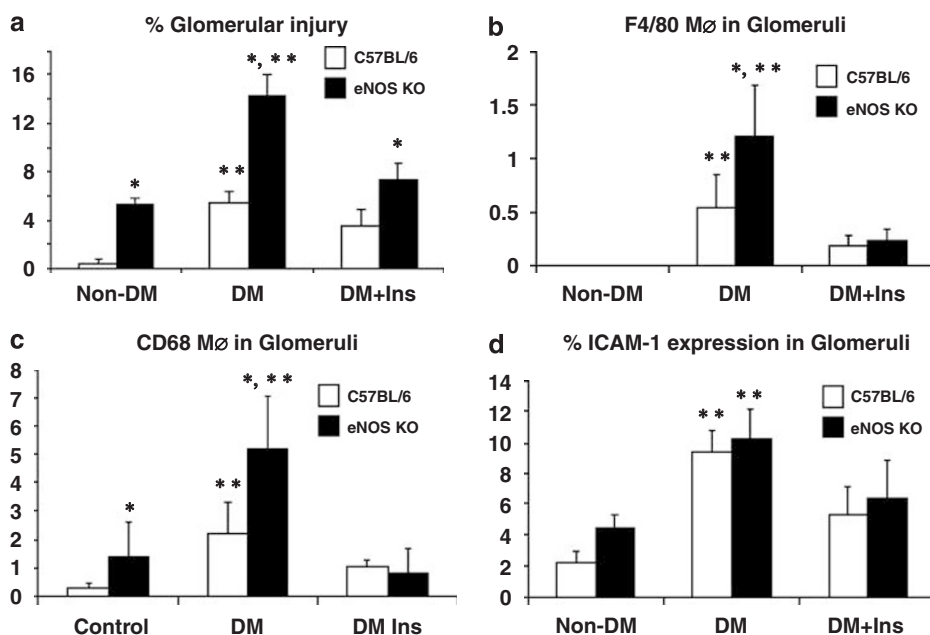 a
% Glomerular injury
C57BL/6
eNOS KO
16
12
8
4
0
*
**
*, **
*
Non-DM DM DM+Ins
b
F4/80 MØ in Glomeruli
C57BL/6
eNOS KO
2
1.5
1
0.5
0
**
*, **
Non-DM DM DM+Ins
c
CD68 MØ in Glomeruli
C57BL/6
eNOS KO
8
7
6
5
4
3
2
1
0
*
**
*, **
Control DM DM Ins
d
% ICAM-1 expression in Glomeruli
C57BL/6
eNOS KO
14
12
10
8
6
4
2
0
**
**
Non-DM DM DM+Ins